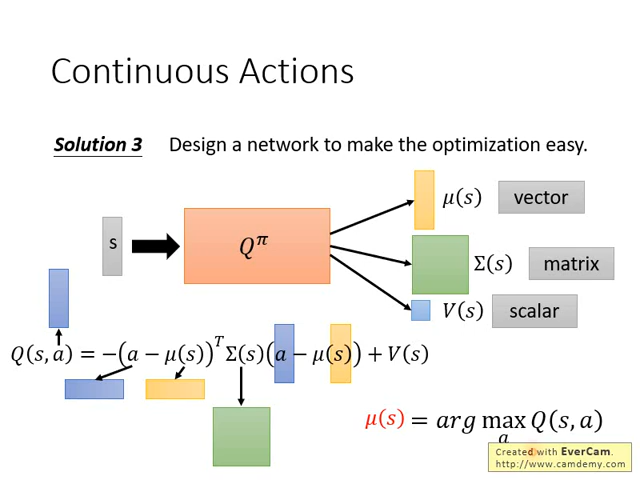 Continuous Actions
Solution 3 Design a network to make the optimization easy.
s
Q^π
μ(s) vector
Σ(s) matrix
V(s) scalar
Q(s, a) = −(a − μ(s))^T Σ(s)(a − μ(s)) + V(s)
μ(s) = arg max_a Q(s, a)
Created with EverCam.
http://www.camdemy.com